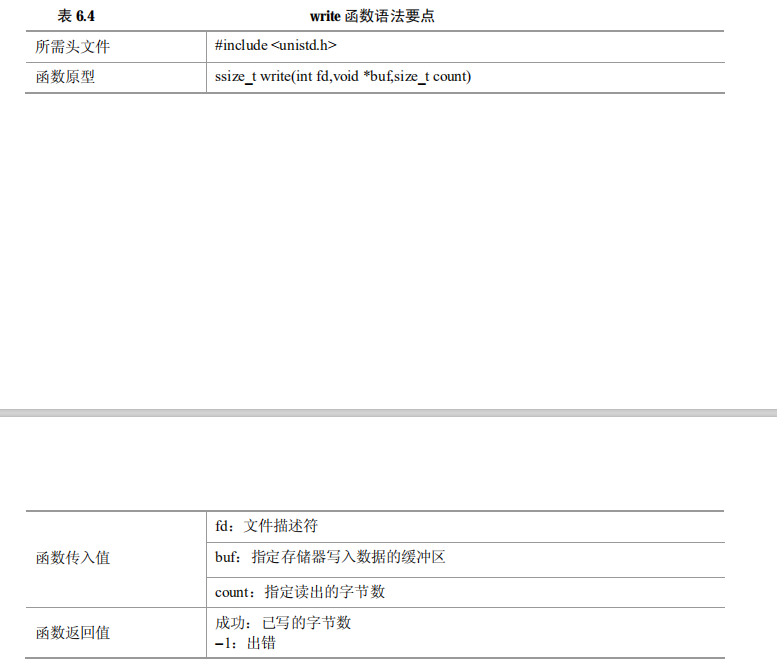 表 6.4 write 函数语法要点
所需头文件 #include <unistd.h>
函数原型 ssize_t write(int fd,void *buf,size_t count)
函数传入值
fd：文件描述符
buf：指定存储器写入数据的缓冲区
count：指定读出的字节数
函数返回值
成功：已写的字节数
−1：出错